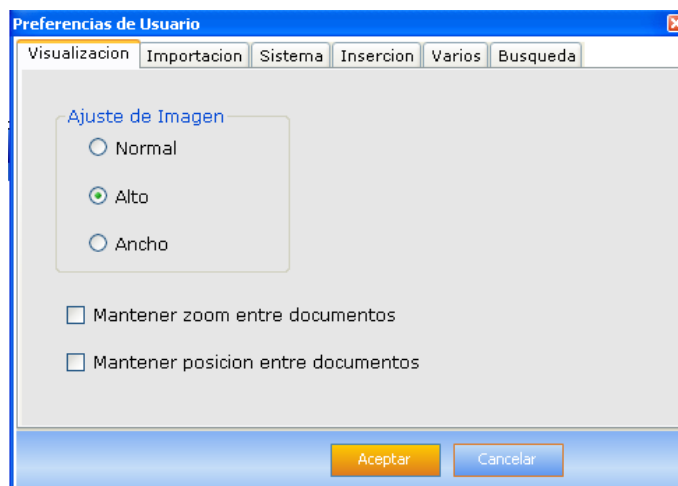 Preferencias de Usuario
Visualizacion Importacion Sistema Insercion Varios Busqueda
Ajuste de Imagen
Normal
Alto
Ancho
Mantener zoom entre documentos
Mantener posicion entre documentos
Aceptar Cancelar